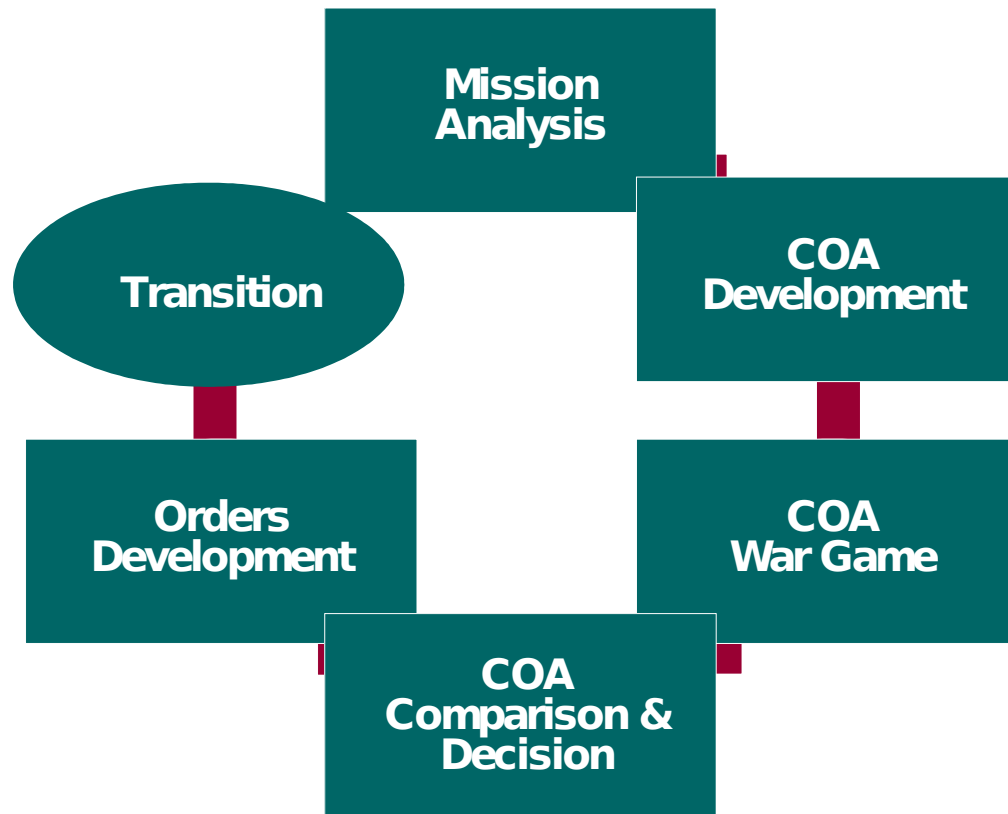 Mission
Analysis
COA
Development
Transition
COA
War Game
Orders
Development
COA
Comparison &
Decision